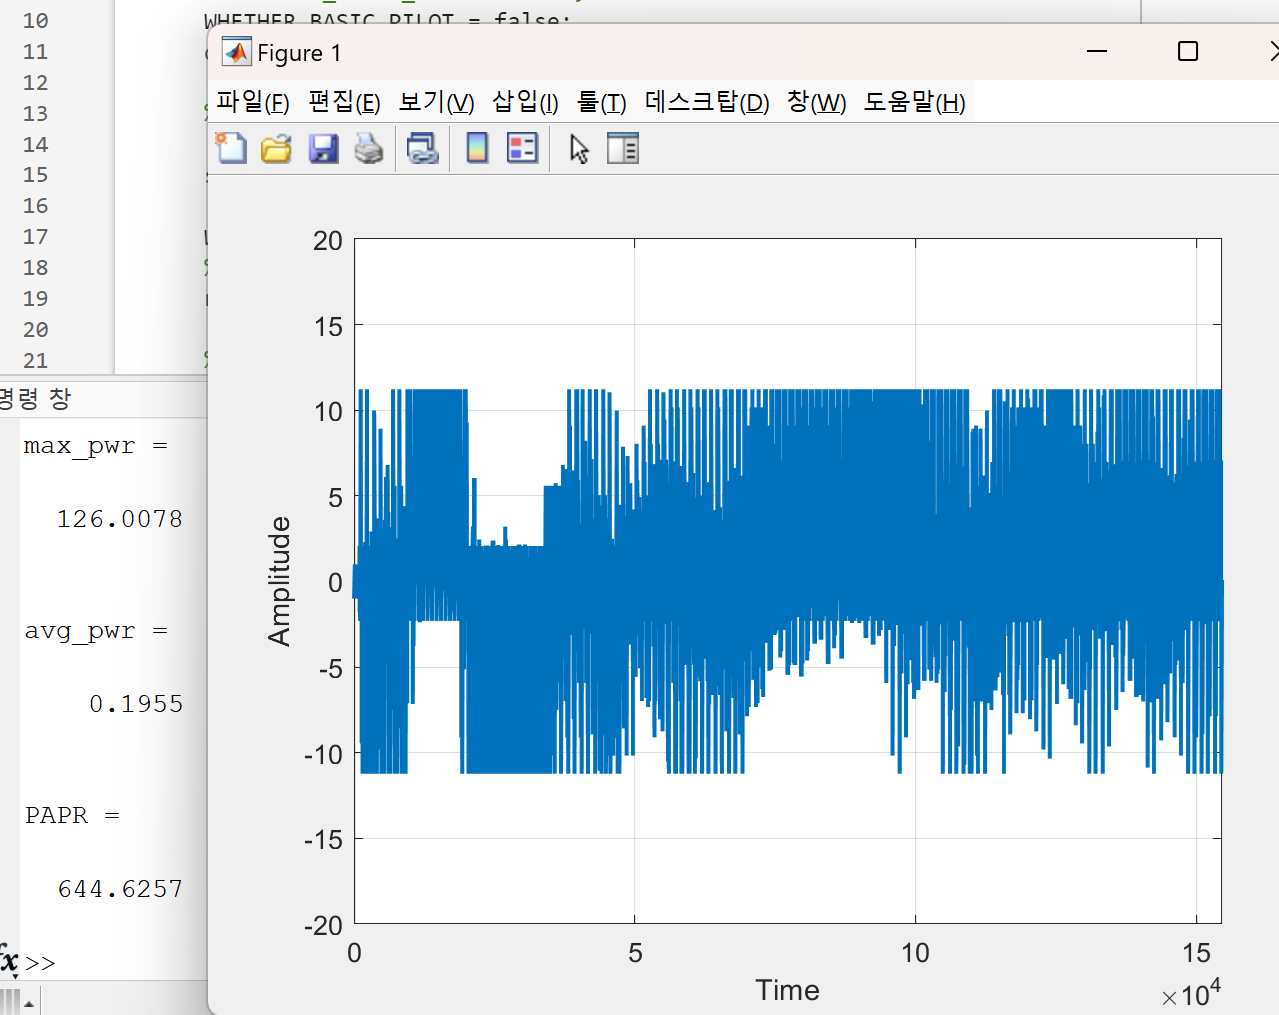 10
WHETHER_BASIC_PILOT = false;
11
12
13
14
15
16
17
18
19
20
21
Figure 1
파일(F) 편집(E) 보기(V) 삽입(I) 툴(T) 데스크탑(D) 창(W) 도움말(H)
명령 창
max_pwr =
126.0078
avg_pwr =
0.1955
PAPR =
644.6257
fx >>
20
15
10
5
0
-5
-10
-15
-20
Amplitude
0 5 10 15
Time
×10⁴